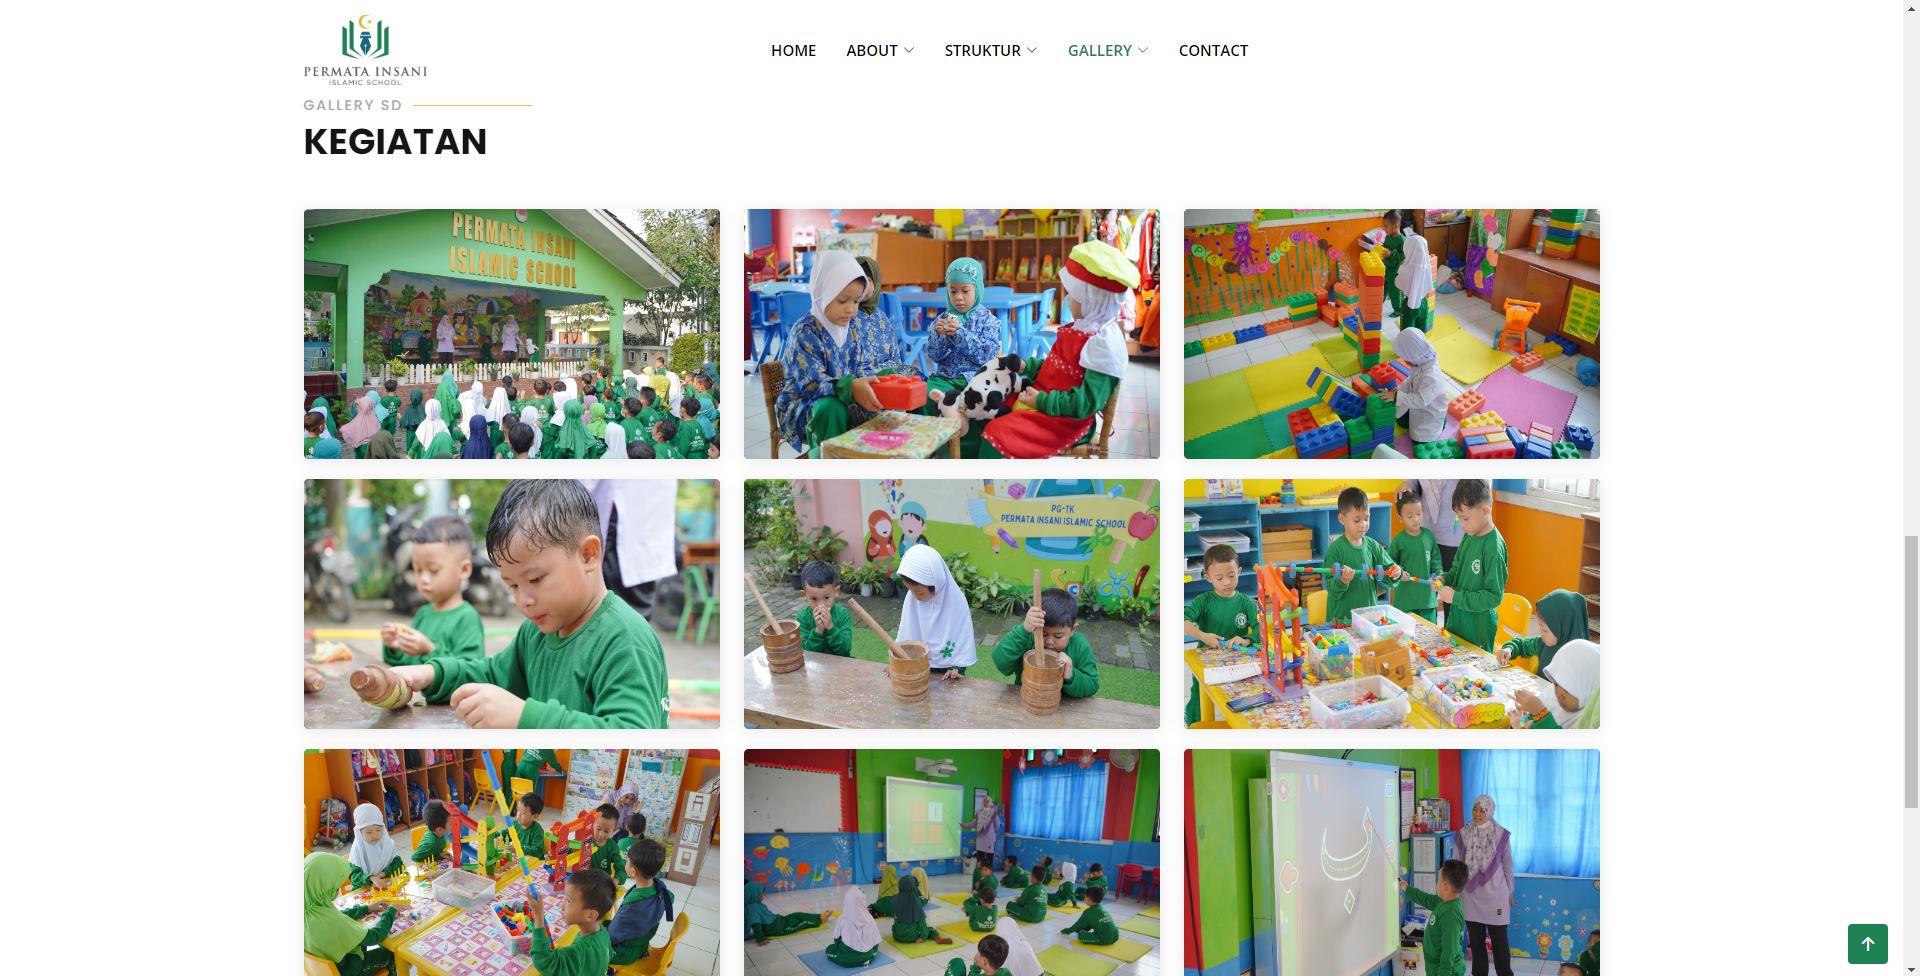 PERMATA INSANI
ISLAMIC SCHOOL
HOME
ABOUT
STRUKTUR
GALLERY
CONTACT
GALLERY SD
KEGIATAN
PERMATA INSANI
ISLAMIC SCHOOL
PG-TK
PERMATA INSANI ISLAMIC SCHOOL
Meronce
ب